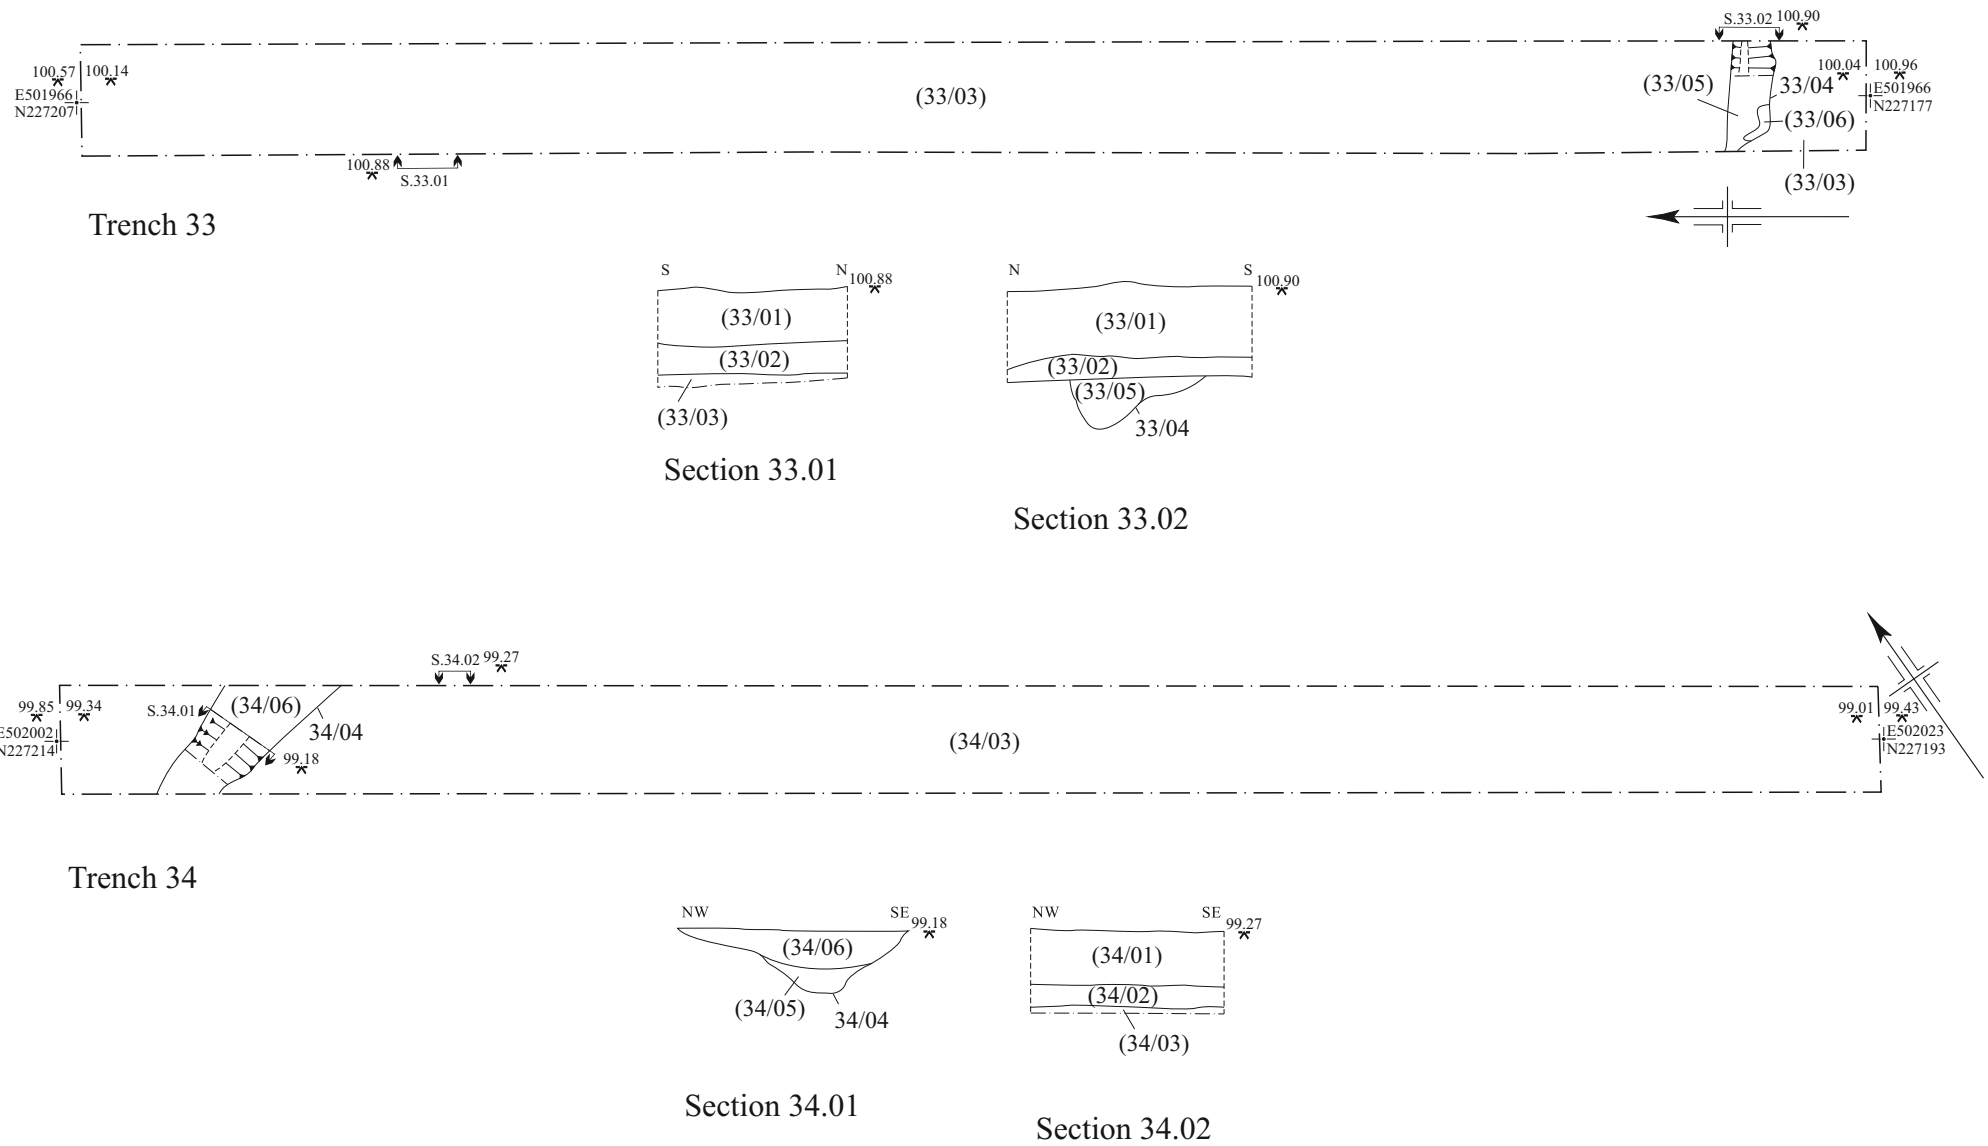 S.33.02 100.90
100.57 100.14
E501966
N227207
(33/03)
(33/05)
100.04 100.96
33/04
E501966
N227177
(33/06)
100.88
S.33.01
(33/03)
Trench 33
S N 100.88
(33/01)
(33/02)
(33/03)
Section 33.01
N S 100.90
(33/01)
(33/02)
(33/05)
33/04
Section 33.02
S.34.02 99.27
99.85 99.34
E502002
N227214
S.34.01
(34/06)
34/04
99.18
(34/03)
99.01 99.43
E502023
N227193
Trench 34
NW SE 99.18
(34/06)
(34/05)
34/04
Section 34.01
NW SE 99.27
(34/01)
(34/02)
(34/03)
Section 34.02